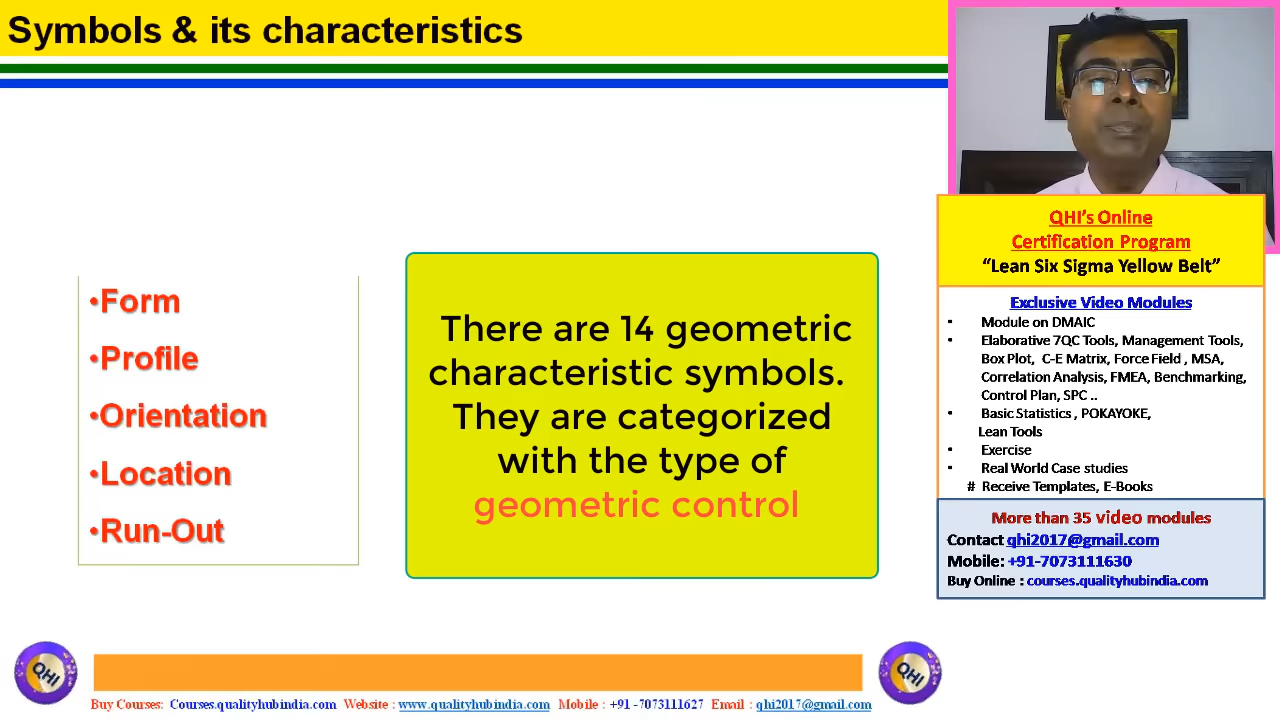 Symbols & its characteristics
•Form
•Profile
•Orientation
•Location
•Run-Out
There are 14 geometric
characteristic symbols.
They are categorized
with the type of
geometric control
QHI's Online
Certification Program
“Lean Six Sigma Yellow Belt”
Exclusive Video Modules
• Module on DMAIC
• Elaborative 7QC Tools, Management Tools,
Box Plot, C-E Matrix, Force Field , MSA,
Correlation Analysis, FMEA, Benchmarking,
Control Plan, SPC ..
• Basic Statistics , POKAYOKE,
Lean Tools
• Exercise
• Real World Case studies
# Receive Templates, E-Books
More than 35 video modules
Contact qhi2017@gmail.com
Mobile: +91-7073111630
Buy Online : courses.qualityhubindia.com
QHI
QHI
Buy Courses: Courses.qualityhubindia.com Website : www.qualityhubindia.com Mobile : +91 -7073111627 Email : qhi2017@gmail.com